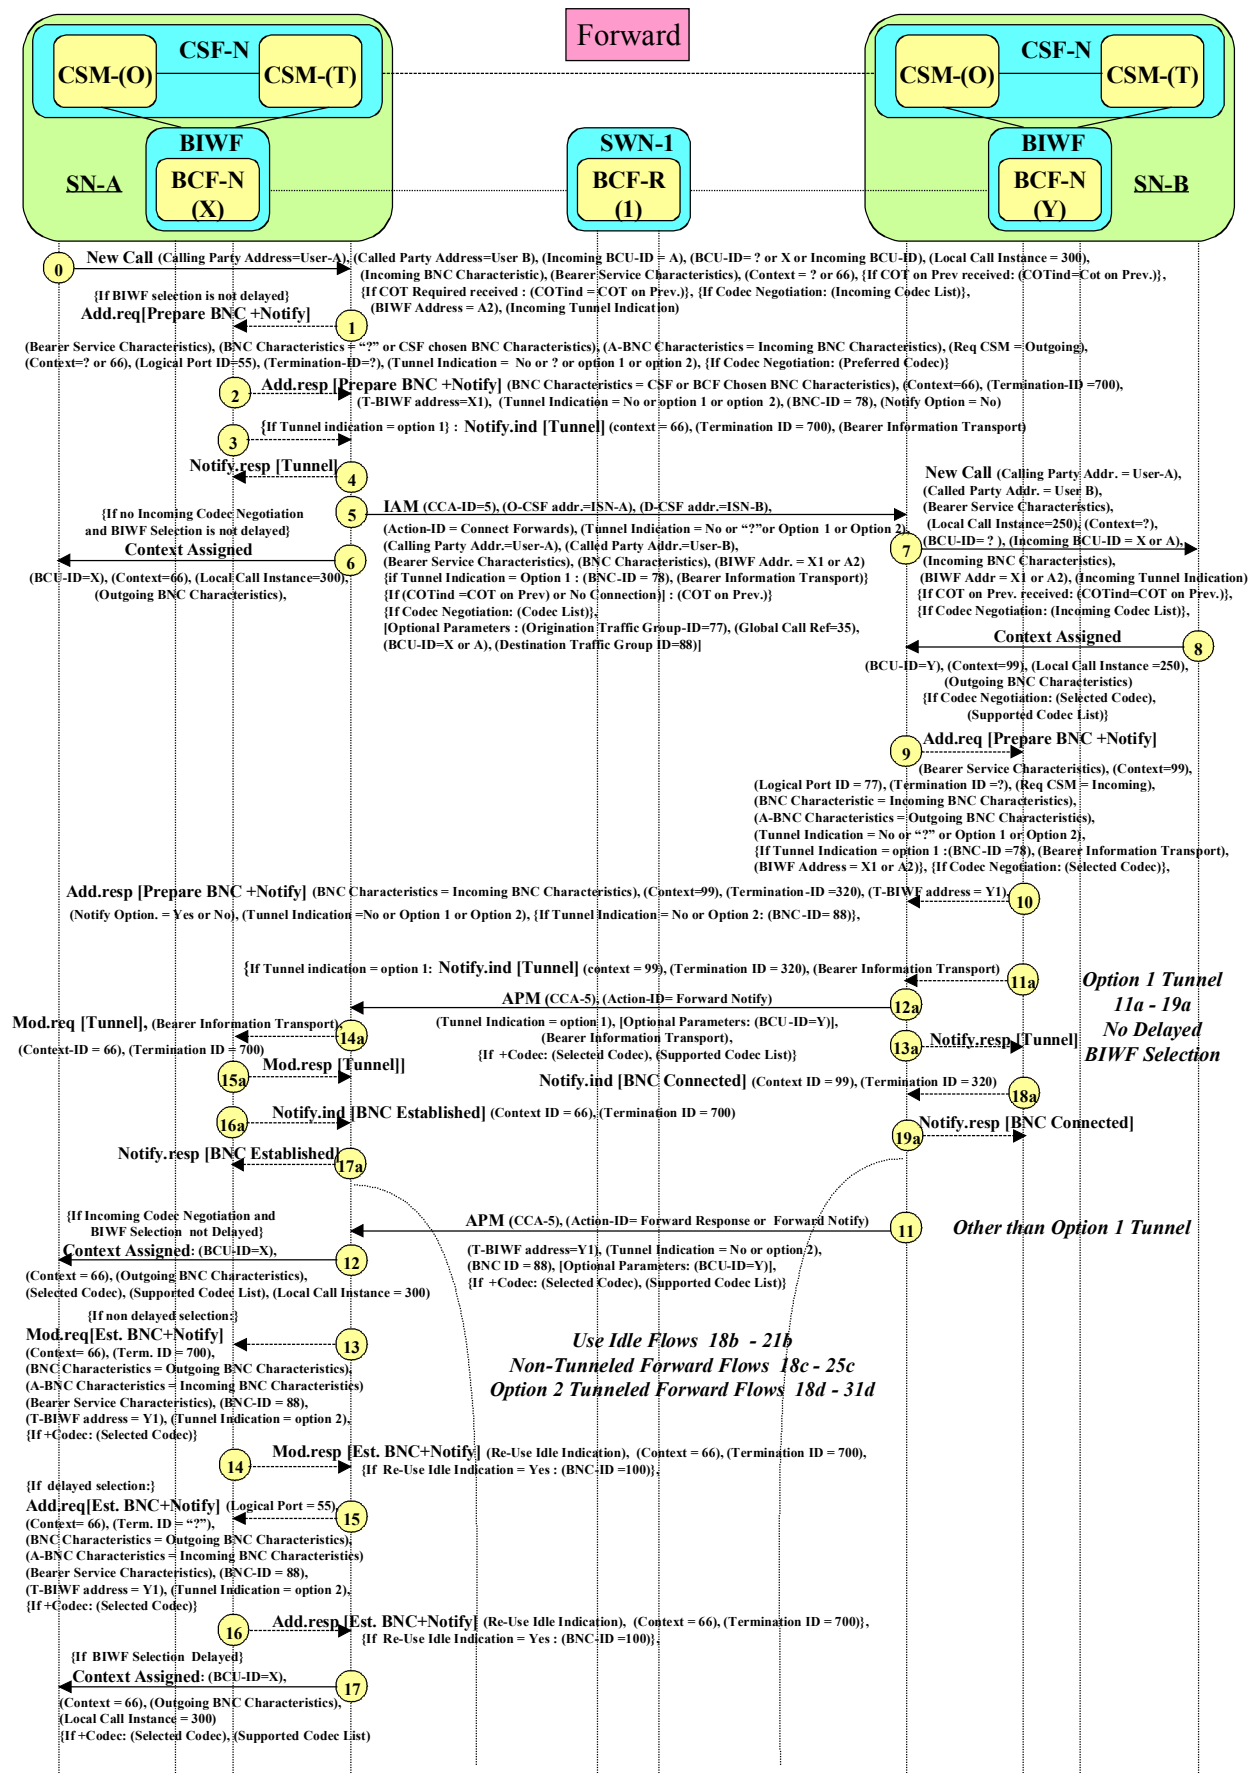 Forward
CSF-N
CSM-(O)
CSM-(T)
BIWF
BCF-N
(X)
SN-A
SWN-1
BCF-R
(1)
CSF-N
CSM-(O)
CSM-(T)
BIWF
BCF-N
(Y)
SN-B
0
New Call (Calling Party Address=User-A), (Called Party Address=User B), (Incoming BCU-ID = A), (BCU-ID= ? or X or Incoming BCU-ID), (Local Call Instance = 300),
(Incoming BNC Characteristic), (Bearer Service Characteristics), (Context = ? or 66), {If COT on Prev received: (COTind=Cot on Prev.)},
{If COT Required received : (COTind = COT on Prev.)}, {If Codec Negotiation: (Incoming Codec List)},
(BIWF Address = A2), (Incoming Tunnel Indication)
{If BIWF selection is not delayed}
Add.req[Prepare BNC +Notify]
1
(Bearer Service Characteristics), (BNC Characteristics = “?” or CSF chosen BNC Characteristics), (A-BNC Characteristics = Incoming BNC Characteristics), (Req CSM = Outgoing),
(Context=? or 66), (Logical Port ID=55), (Termination-ID=?), (Tunnel Indication = No or ? or option 1 or option 2), {If Codec Negotiation: (Preferred Codec)}
2
Add.resp [Prepare BNC +Notify] (BNC Characteristics = CSF or BCF Chosen BNC Characteristics), (Context=66), (Termination-ID =700),
(T-BIWF address=X1), (Tunnel Indication = No or option 1 or option 2), (BNC-ID = 78), (Notify Option = No)
3
{If Tunnel indication = option 1} : Notify.ind [Tunnel] (context = 66), (Termination ID = 700), (Bearer Information Transport)
Notify.resp [Tunnel]
4
5
IAM (CCA-ID=5), (O-CSF addr.=ISN-A), (D-CSF addr.=ISN-B),
(Action-ID = Connect Forwards), (Tunnel Indication = No or “?”or Option 1 or Option 2),
(Calling Party Addr.=User-A), (Called Party Addr.=User-B),
(Bearer Service Characteristics), (BNC Characteristics), (BIWF Addr. = X1 or A2)
{if Tunnel Indication = Option 1 : (BNC-ID = 78), (Bearer Information Transport)}
{If (COTind =COT on Prev) or No Connection)] : (COT on Prev.)}
{If Codec Negotiation: (Codec List)},
[Optional Parameters : (Origination Traffic Group-ID=77), (Global Call Ref=35),
(BCU-ID=X or A), (Destination Traffic Group ID=88)]
{If no Incoming Codec Negotiation
and BIWF Selection is not delayed}
Context Assigned
6
(BCU-ID=X), (Context=66), (Local Call Instance=300),
(Outgoing BNC Characteristics),
7
New Call (Calling Party Addr. = User-A),
(Called Party Addr. = User B),
(Bearer Service Characteristics),
(Local Call Instance=250), (Context=?),
(BCU-ID= ? ), (Incoming BCU-ID = X or A),
(Incoming BNC Characteristics),
(BIWF Addr = X1 or A2), (Incoming Tunnel Indication)
{If COT on Prev. received: (COTind=COT on Prev.)},
{If Codec Negotiation: (Incoming Codec List)},
Context Assigned
8
(BCU-ID=Y), (Context=99), (Local Call Instance =250),
(Outgoing BNC Characteristics)
{If Codec Negotiation: (Selected Codec),
(Supported Codec List)}
9
Add.req [Prepare BNC +Notify]
(Bearer Service Characteristics), (Context=99),
(Logical Port ID = 77), (Termination ID =?), (Req CSM = Incoming),
(BNC Characteristic = Incoming BNC Characteristics),
(A-BNC Characteristics = Outgoing BNC Characteristics),
(Tunnel Indication = No or “?” or Option 1 or Option 2),
{If Tunnel Indication = option 1 :(BNC-ID =78), (Bearer Information Transport),
(BIWF Address = X1 or A2)}, {If Codec Negotiation: (Selected Codec)},
Add.resp [Prepare BNC +Notify] (BNC Characteristics = Incoming BNC Characteristics), (Context=99), (Termination-ID =320), (T-BIWF address = Y1),
10
(Notify Option. = Yes or No), (Tunnel Indication =No or Option 1 or Option 2), {If Tunnel Indication = No or Option 2: (BNC-ID= 88)},
{If Tunnel indication = option 1: Notify.ind [Tunnel] (context = 99), (Termination ID = 320), (Bearer Information Transport)
11a
Option 1 Tunnel
11a - 19a
No Delayed
BIWF Selection
APM (CCA-5), (Action-ID= Forward Notify)
12a
(Tunnel Indication = option 1), [Optional Parameters: (BCU-ID=Y)],
(Bearer Information Transport),
{If +Codec: (Selected Codec), (Supported Codec List)}
13a
Notify.resp [Tunnel]
Mod.req [Tunnel], (Bearer Information Transport),
14a
(Context-ID = 66), (Termination ID = 700)
15a
Mod.resp [Tunnel]]
Notify.ind [BNC Connected] (Context ID = 99), (Termination ID = 320)
18a
16a
Notify.ind [BNC Established] (Context ID = 66), (Termination ID = 700)
19a
Notify.resp [BNC Connected]
Notify.resp [BNC Established]
17a
{If Incoming Codec Negotiation and
BIWF Selection not Delayed}
APM (CCA-5), (Action-ID= Forward Response or Forward Notify)
11
Other than Option 1 Tunnel
Context Assigned: (BCU-ID=X),
12
(Context = 66), (Outgoing BNC Characteristics),
(Selected Codec), (Supported Codec List), (Local Call Instance = 300)
(T-BIWF address=Y1), (Tunnel Indication = No or option 2),
(BNC ID = 88), [Optional Parameters: (BCU-ID=Y)],
{If +Codec: (Selected Codec), (Supported Codec List)}
{If non delayed selection:}
Mod.req[Est. BNC+Notify]
13
(Context= 66), (Term. ID = 700),
(BNC Characteristics = Outgoing BNC Characteristics),
(A-BNC Characteristics = Incoming BNC Characteristics)
(Bearer Service Characteristics), (BNC-ID = 88),
(T-BIWF address = Y1), (Tunnel Indication = option 2),
{If +Codec: (Selected Codec)}
Use Idle Flows 18b - 21b
Non-Tunneled Forward Flows 18c - 25c
Option 2 Tunneled Forward Flows 18d - 31d
14
Mod.resp [Est. BNC+Notify] (Re-Use Idle Indication), (Context = 66), (Termination ID = 700),
{If Re-Use Idle Indication = Yes : (BNC-ID =100)},
{If delayed selection:}
Add.req[Est. BNC+Notify] (Logical Port = 55),
15
(Context= 66), (Term. ID = “?”),
(BNC Characteristics = Outgoing BNC Characteristics),
(A-BNC Characteristics = Incoming BNC Characteristics)
(Bearer Service Characteristics), (BNC-ID = 88),
(T-BIWF address = Y1), (Tunnel Indication = option 2),
{If +Codec: (Selected Codec)}
16
Add.resp [Est. BNC+Notify] (Re-Use Idle Indication), (Context = 66), (Termination ID = 700)},
{If Re-Use Idle Indication = Yes : (BNC-ID =100)},
{If BIWF Selection Delayed}
Context Assigned: (BCU-ID=X),
17
(Context = 66), (Outgoing BNC Characteristics),
(Local Call Instance = 300)
{If +Codec: (Selected Codec), (Supported Codec List)